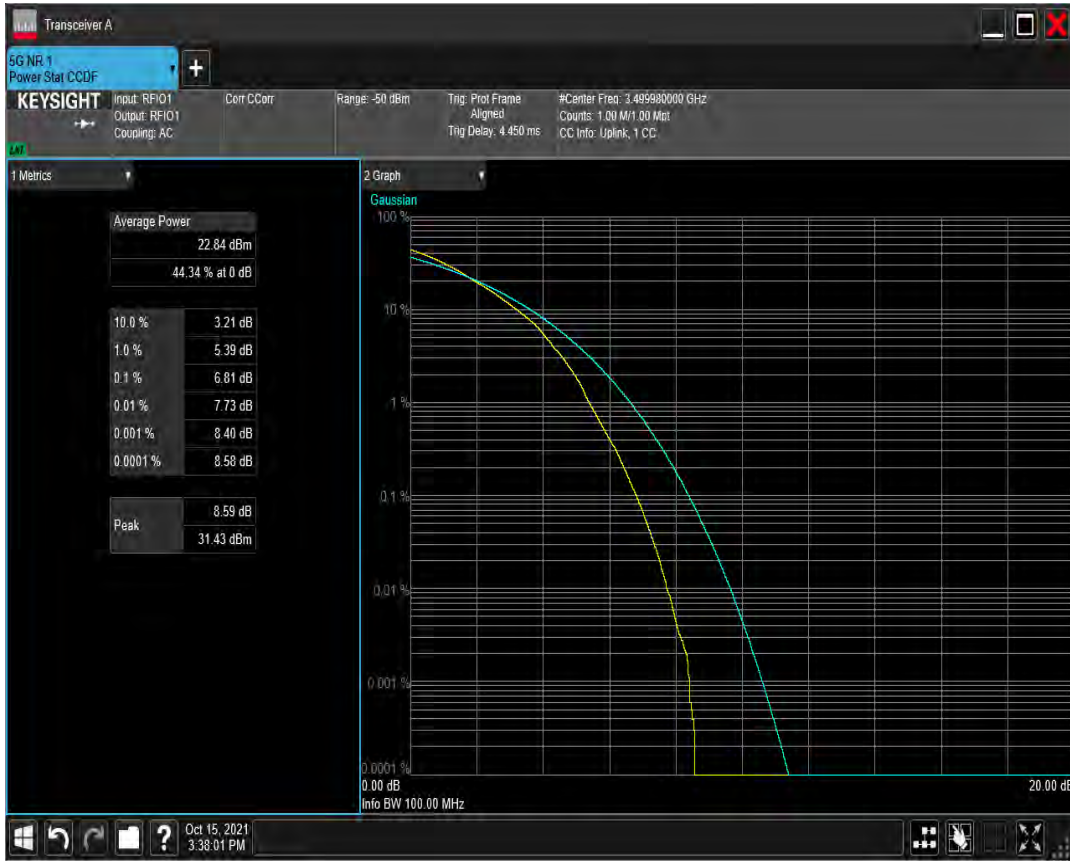 Transceiver A
5G NR 1
Power Stat CCDF
+
KEYSIGHT
Input: RFIO1
Output: RFIO1
Coupling: AC
Corr CCorr
Range: -50 dBm
Trig: Prot Frame
Aligned
Trig Delay: 4.450 ms
#Center Freq: 3.499980000 GHz
Counts: 1.00 M/1.00 Mpt
CC Info: Uplink, 1 CC
1 Metrics
Average Power
22.84 dBm
44.34 % at 0 dB
10.0 % 3.21 dB
1.0 % 5.39 dB
0.1 % 6.81 dB
0.01 % 7.73 dB
0.001 % 8.40 dB
0.0001 % 8.58 dB
Peak 8.59 dB
31.43 dBm
2 Graph
Gaussian
100 %
10 %
1 %
0.1 %
0.01 %
0.001 %
0.0001 %
0.00 dB 20.00 dB
Info BW 100.00 MHz
?
Oct 15, 2021
3:38:01 PM